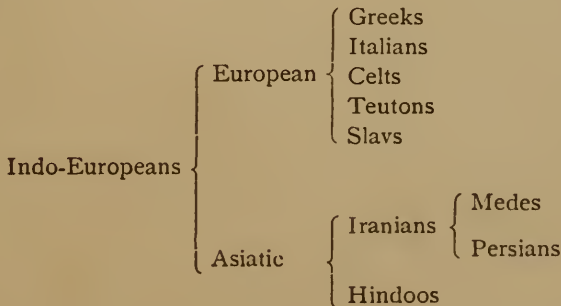 Greeks
Italians
European
Celts
Teutons
Slavs
Indo-Europeans
Medes
Iranians
Persians
Asiatic
Hindoos